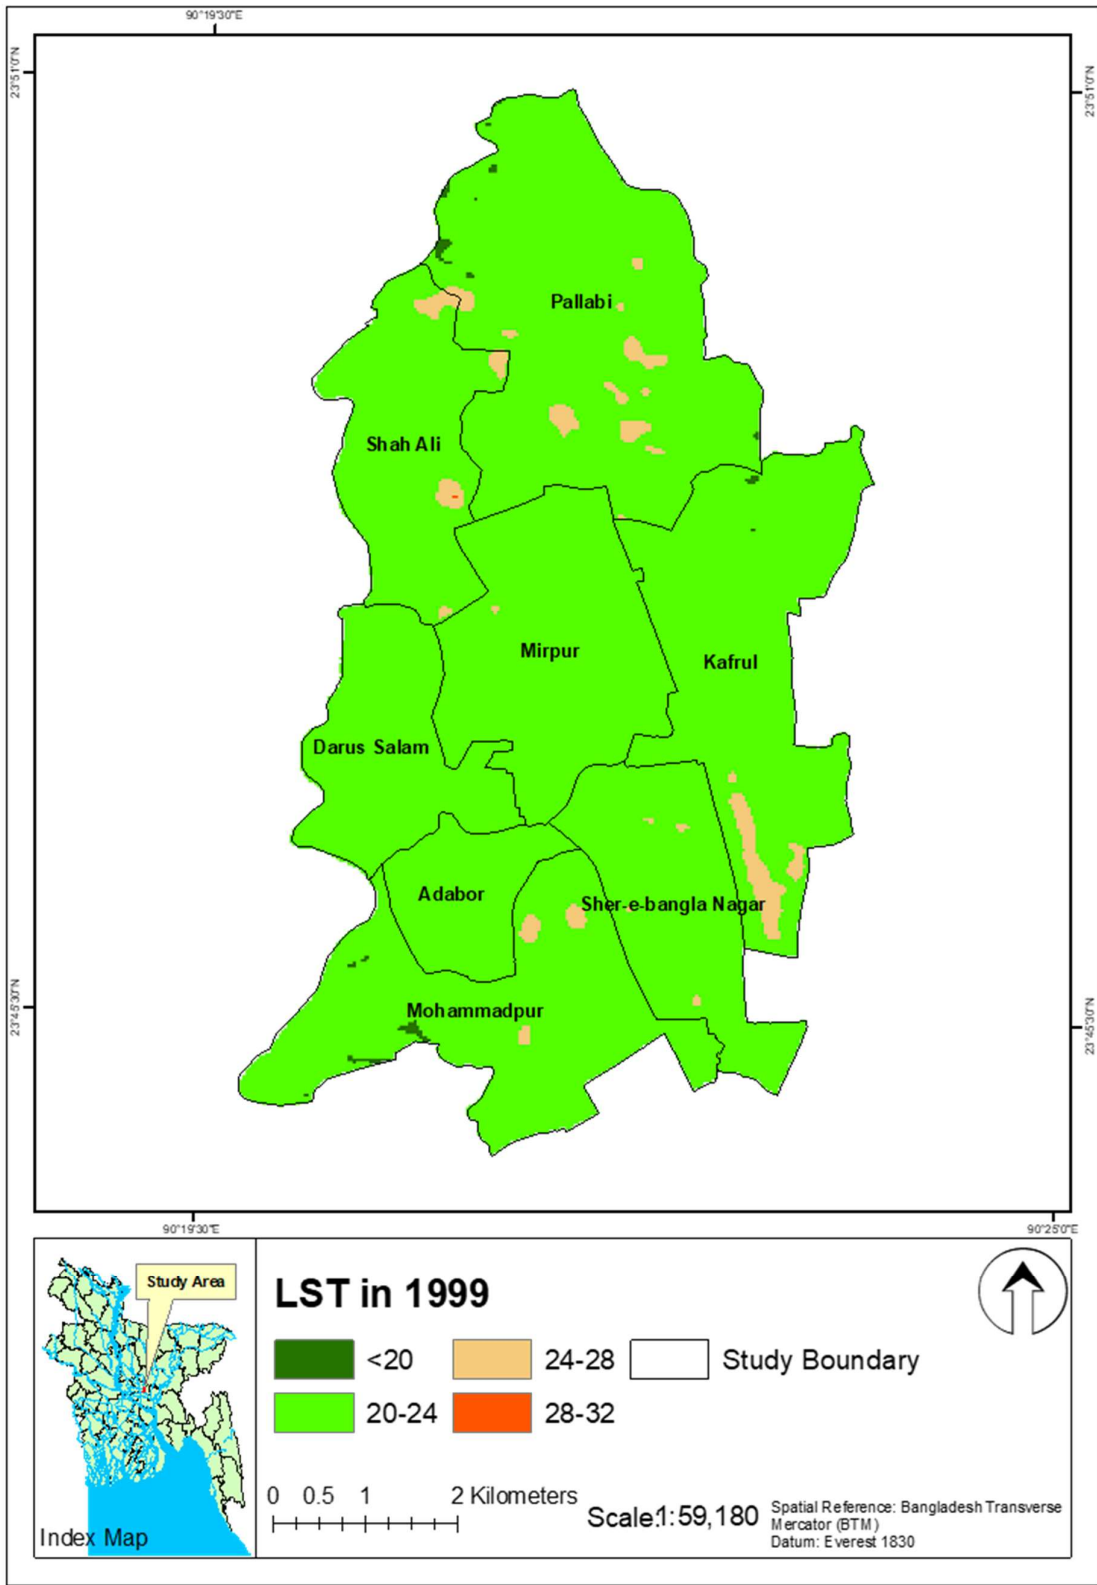 90°19'30"E
23°51'0"N
23°51'0"N
Pallabi
Shah Ali
Mirpur
Kafrul
Darus Salam
Adabor
Sher-e-bangla Nagar
Mohammadpur
23°45'30"N
23°45'30"N
90°19'30"E
90°25'0"E
Study Area
Index Map
LST in 1999
<20
24-28
Study Boundary
20-24
28-32
0 0.5 1 2 Kilometers
Scale:1:59,180
Spatial Reference: Bangladesh Transverse
Mercator (BTM)
Datum: Everest 1830